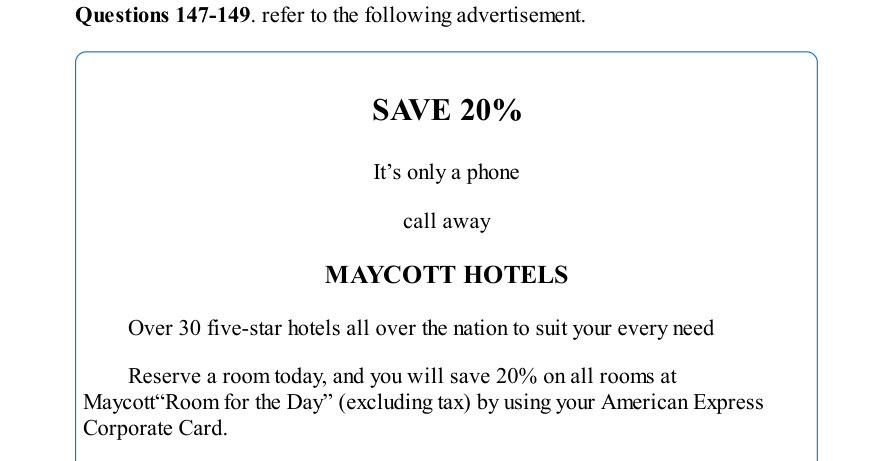 Questions 147-149. refer to the following advertisement.
SAVE 20%
It’s only a phone
call away
MAYCOTT HOTELS
Over 30 five-star hotels all over the nation to suit your every need
Reserve a room today, and you will save 20% on all rooms at
Maycott“Room for the Day” (excluding tax) by using your American Express
Corporate Card.